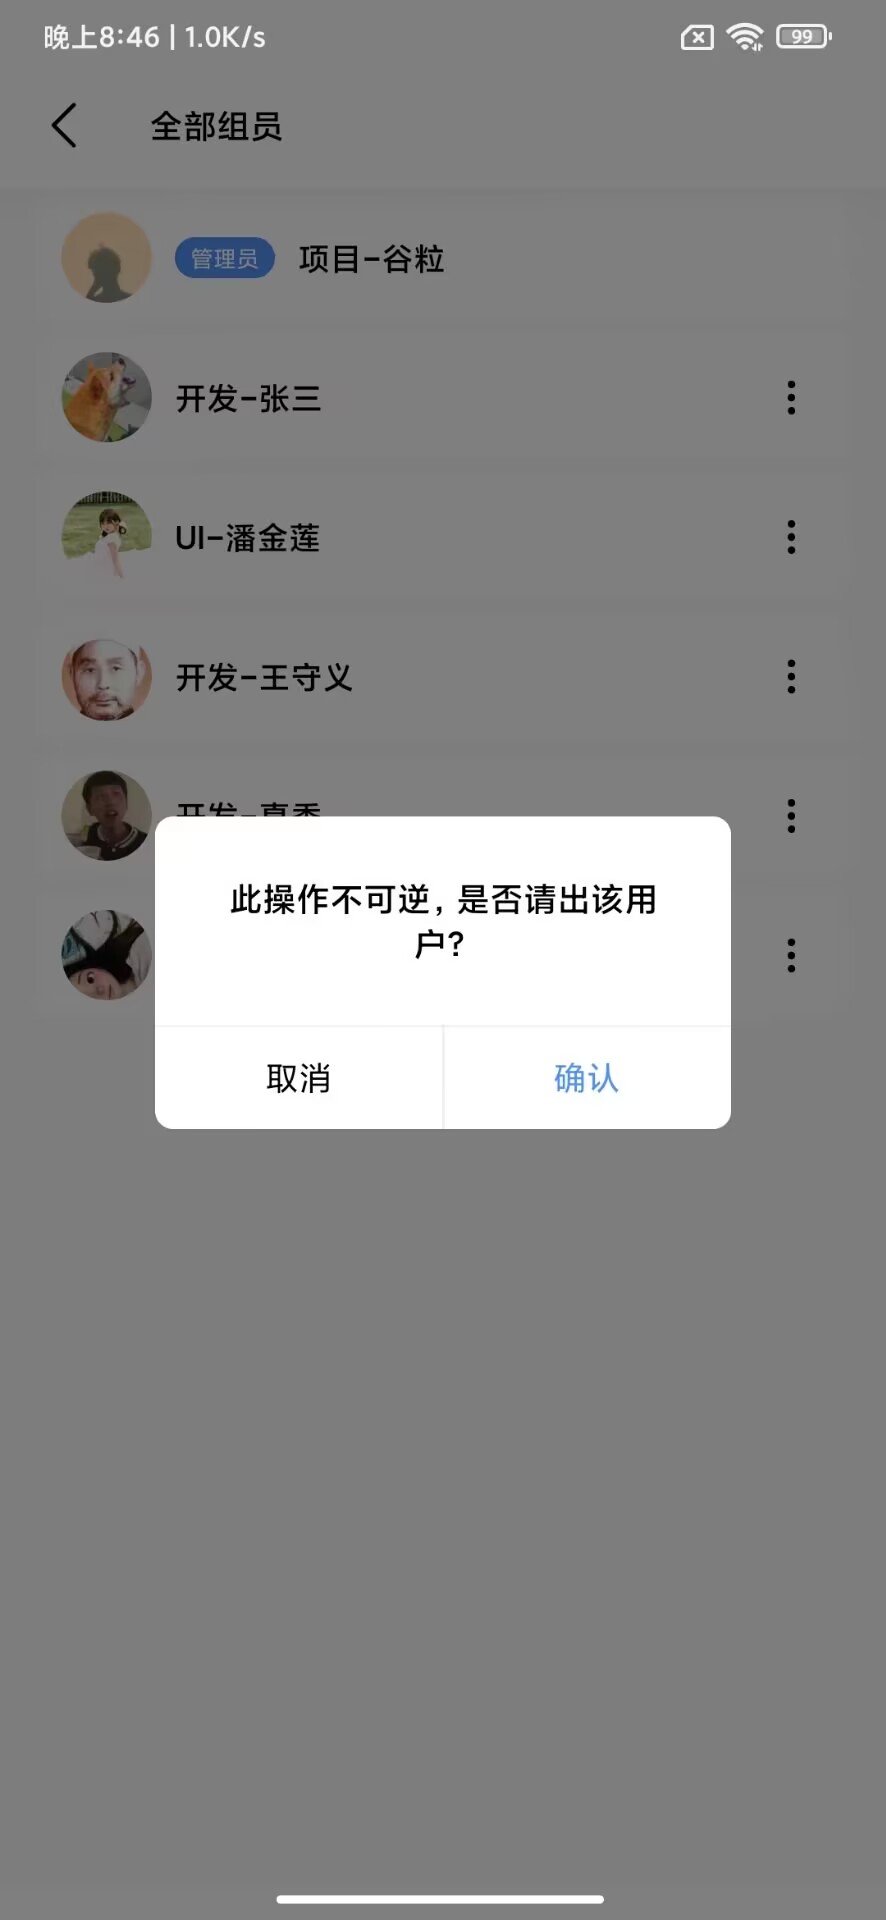 晚上8:46 | 1.0K/s
99
全部组员
管理员 项目-谷粒
开发-张三
UI-潘金莲
开发-王守义
开发-
此操作不可逆，是否请出该用
户?
取消 确认